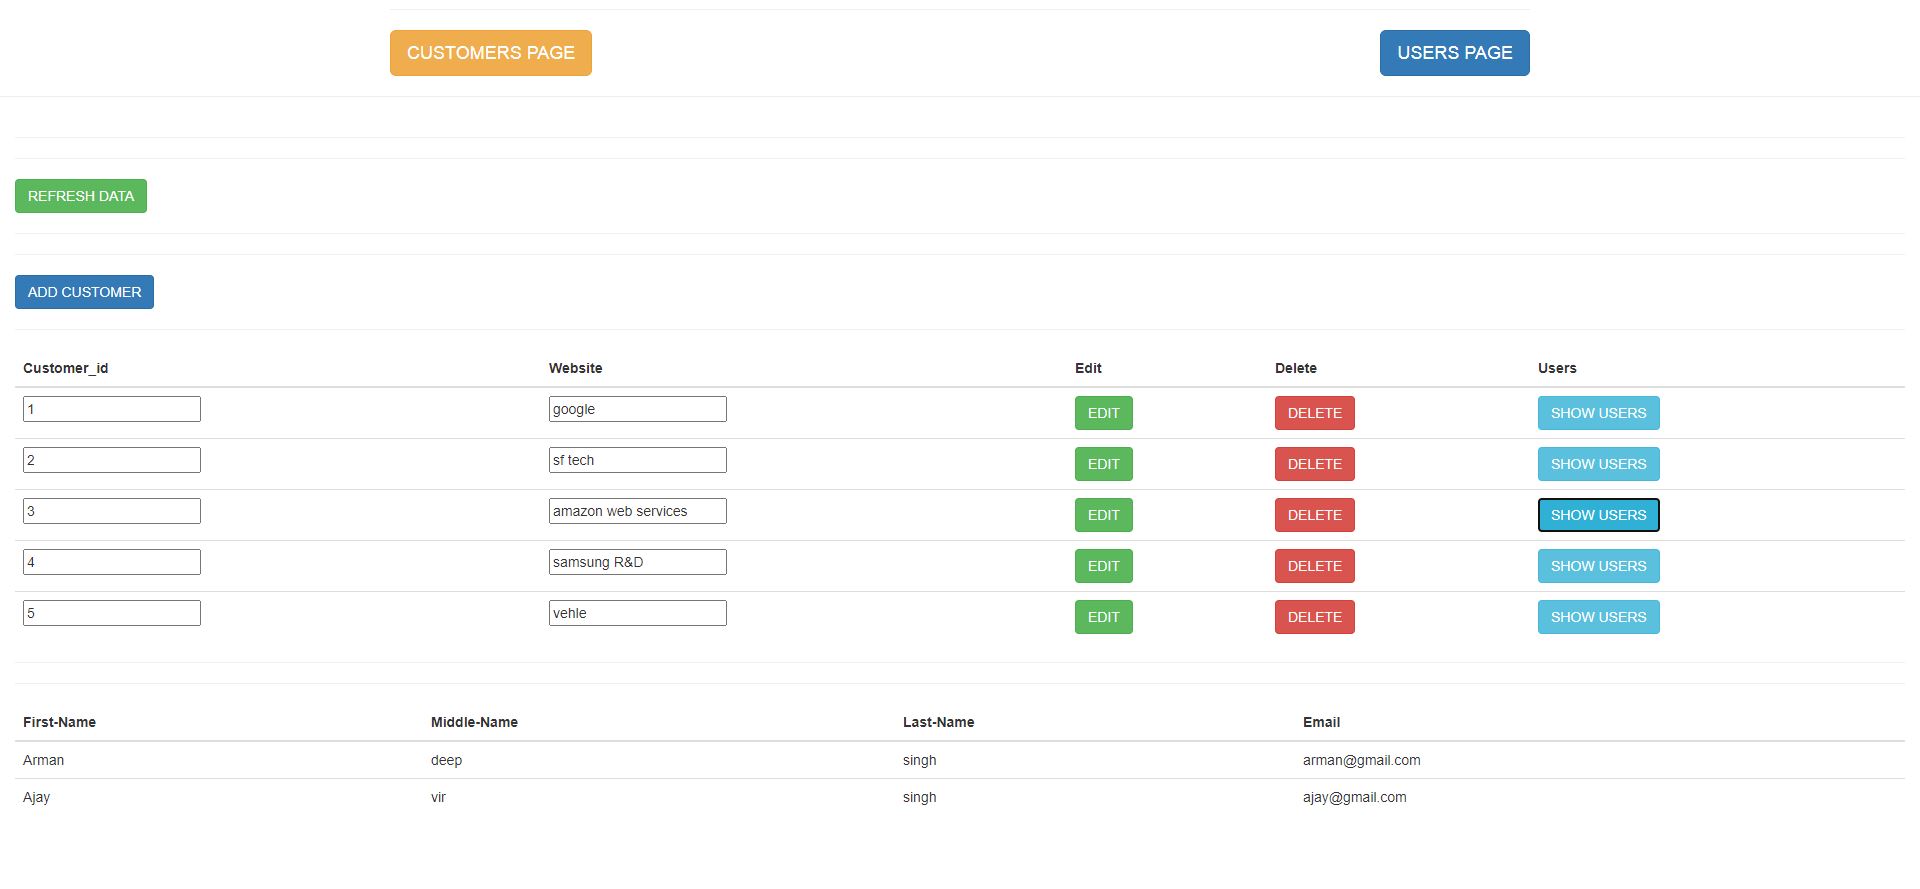 CUSTOMERS PAGE USERS PAGE
REFRESH DATA
ADD CUSTOMER
Customer_id Website Edit Delete Users
1 google EDIT DELETE SHOW USERS
2 sf tech EDIT DELETE SHOW USERS
3 amazon web services EDIT DELETE SHOW USERS
4 samsung R&D EDIT DELETE SHOW USERS
5 vehle EDIT DELETE SHOW USERS
First-Name Middle-Name Last-Name Email
Arman deep singh arman@gmail.com
Ajay vir singh ajay@gmail.com